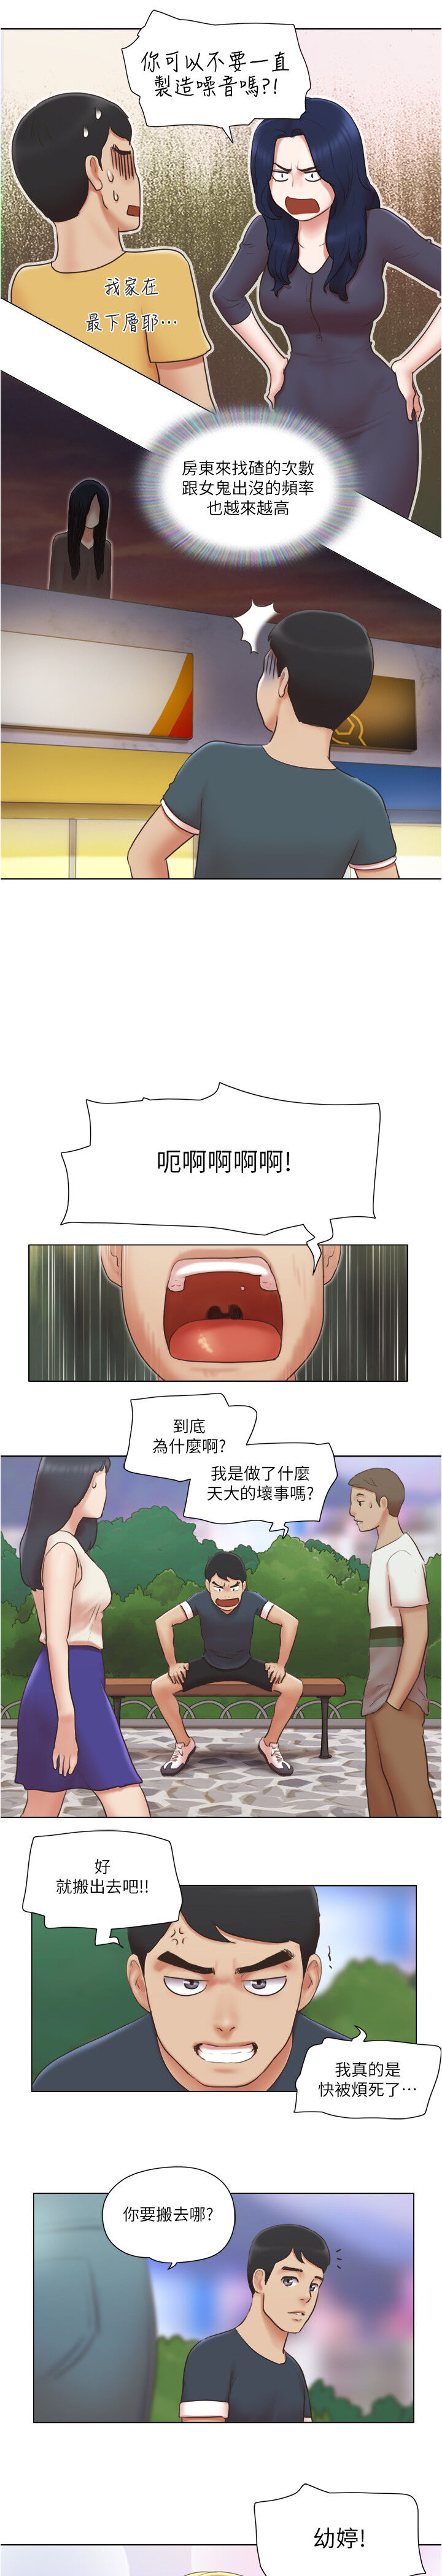 你可以不要一直
製造噪音嗎?!
我家在
最下層耶…
房東來找碴的次數
跟女鬼出沒的頻率
也越來越高
呃啊啊啊啊!
到底
為什麼啊?
我是做了什麼
天大的壞事嗎?
好
就搬出去吧!!
我真的是
快被煩死了…
你要搬去哪?
幼婷!